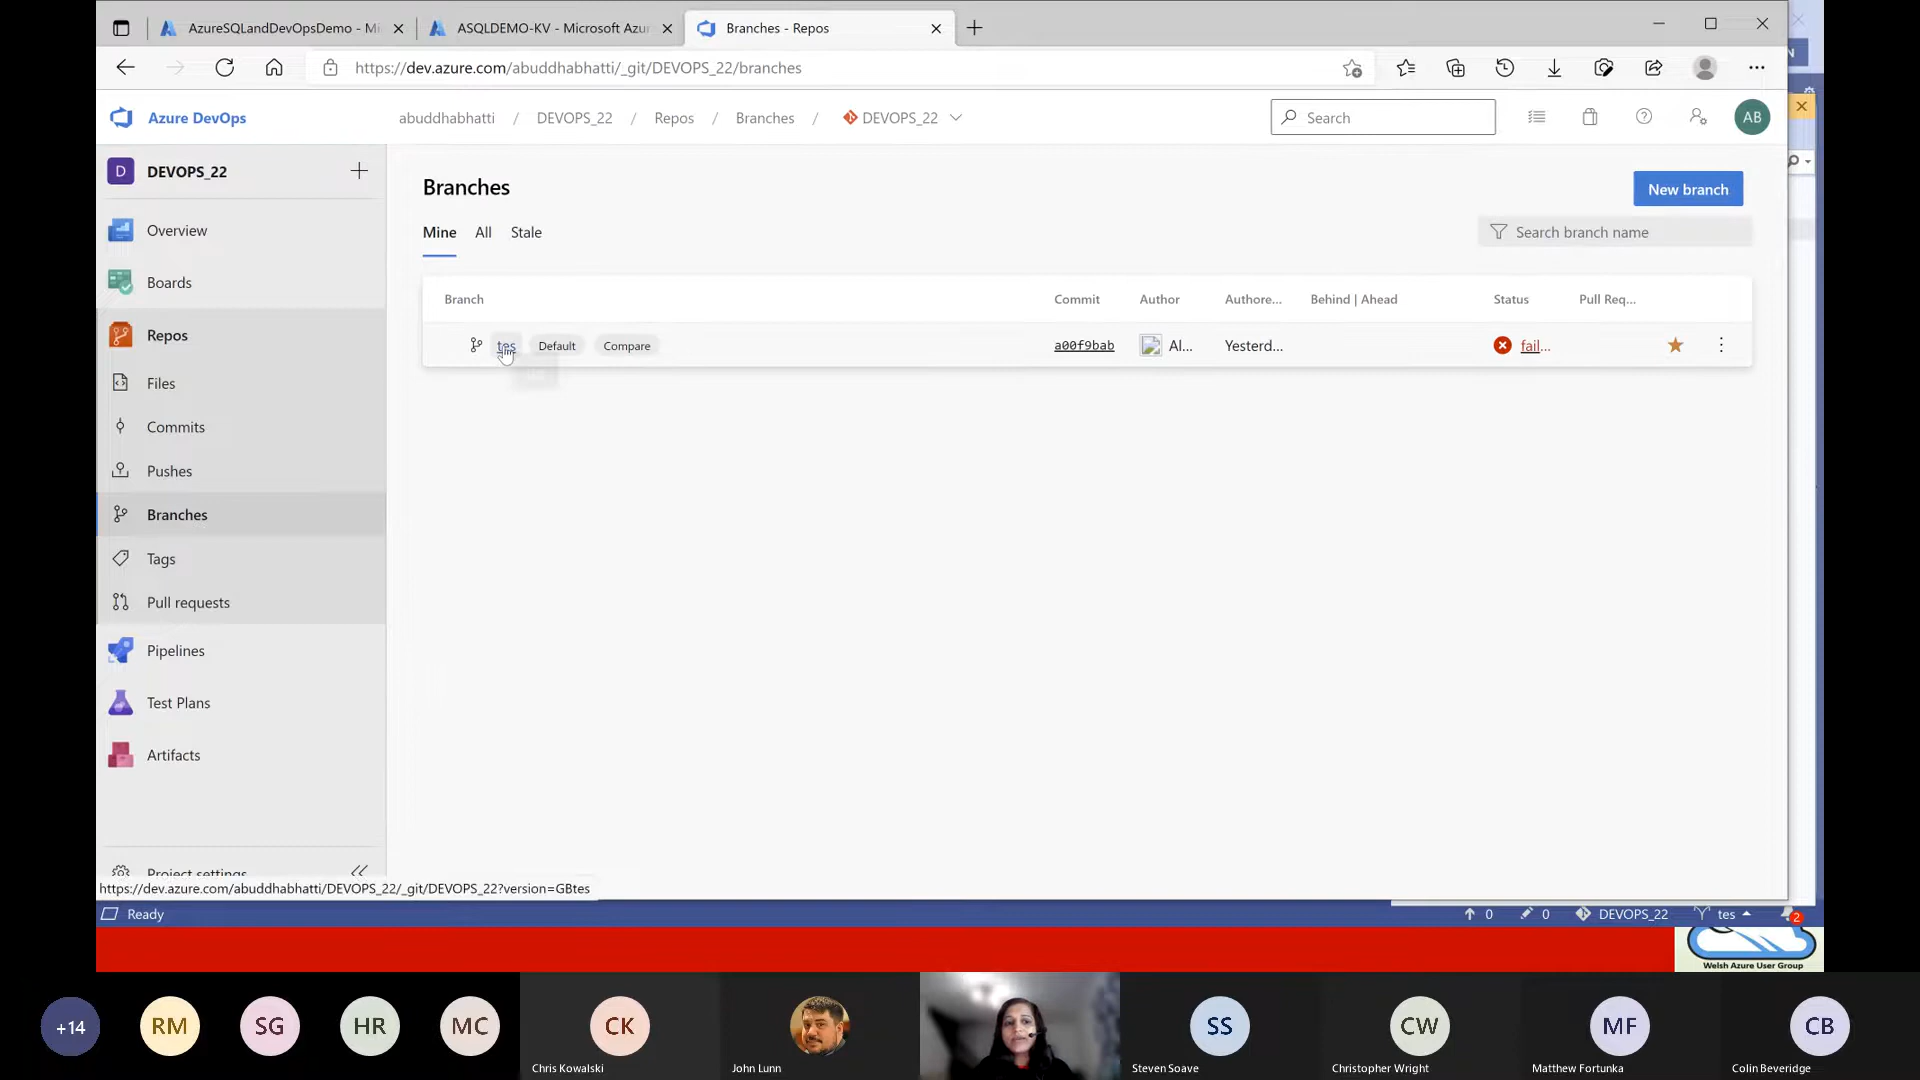 AzureSQLandDevOpsDemo - Mi
ASQLDEMO-KV - Microsoft Azur
Branches - Repos
https://dev.azure.com/abuddhabhatti/_git/DEVOPS_22/branches
Azure DevOps
abuddhabhatti / DEVOPS_22 / Repos / Branches / DEVOPS_22
Search
AB
D DEVOPS_22
Overview
Boards
Repos
Files
Commits
Pushes
Branches
Tags
Pull requests
Pipelines
Test Plans
Artifacts
Project settings
Branches
New branch
Mine All Stale
Search branch name
Branch Commit Author Authore... Behind | Ahead Status Pull Req...
tes Default Compare a00f9bab Al... Yesterd... fail...
https://dev.azure.com/abuddhabhatti/DEVOPS_22/_git/DEVOPS_22?version=GBtes
Ready
0 0 DEVOPS_22 tes 2
Welsh Azure User Group
+14 RM SG HR MC CK SS CW MF CB
Chris Kowalski John Lunn Steven Soave Christopher Wright Matthew Fortunka Colin Beveridge